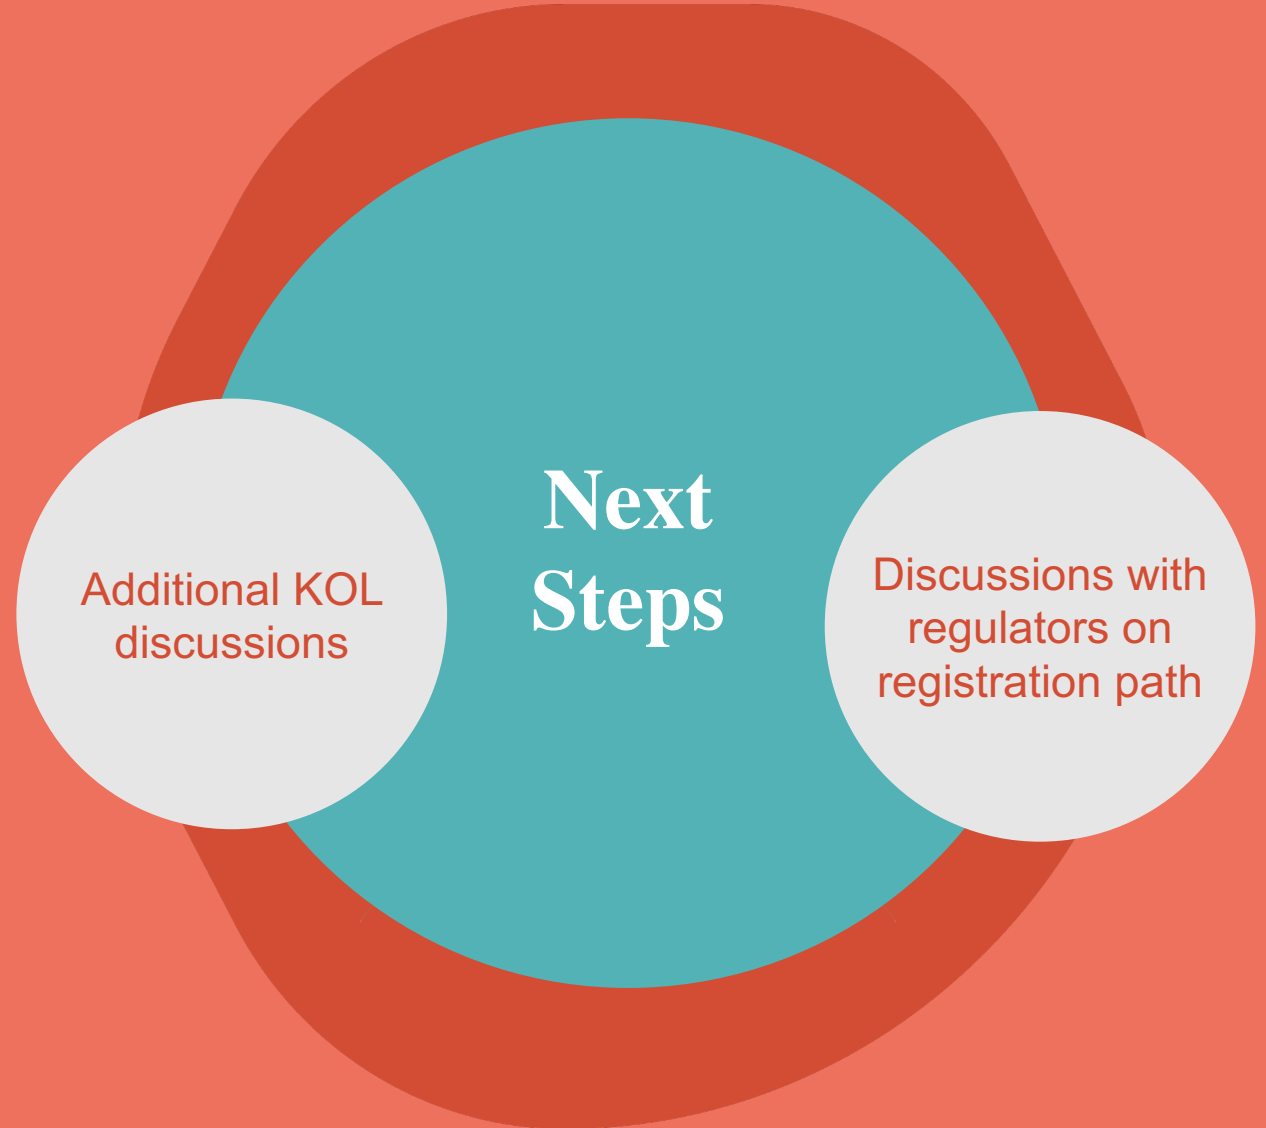 Next
Steps
Additional KOL
discussions
Discussions with
regulators on
registration path